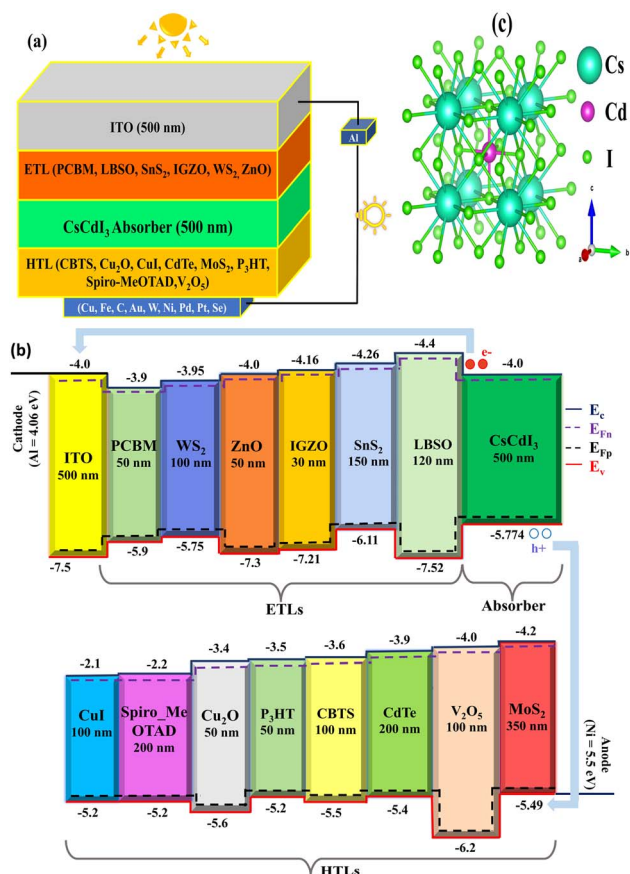 (a)
ITO (500 nm)
ETL (PCBM, LBSO, SnS₂, IGZO, WS₂, ZnO)
CsCdI₃ Absorber (500 nm)
HTL (CBTS, Cu₂O, CuI, CdTe, MoS₂, P₃HT,
Spiro-MeOTAD,V₂O₅)
(Cu, Fe, C, Au, W, Ni, Pd, Pt, Se)
Al
(c)
Cs
Cd
I
c
a
b
(b)
Cathode
(Al = 4.06 eV)
-4.0
-3.9
-3.95
-4.0
-4.16
-4.26
-4.4
e-
-4.0
ITO
500 nm
PCBM
50 nm
WS₂
100 nm
ZnO
50 nm
IGZO
30 nm
SnS₂
150 nm
LBSO
120 nm
CsCdI₃
500 nm
E_c
E_Fn
E_Fp
E_v
-7.5
-5.9
-5.75
-7.3
-7.21
-6.11
-7.52
-5.774
h+
ETLs
Absorber
-2.1
-2.2
-3.4
-3.5
-3.6
-3.9
-4.0
-4.2
CuI
100 nm
Spiro_Me
OTAD
200 nm
Cu₂O
50 nm
P₃HT
50 nm
CBTS
100 nm
CdTe
200 nm
V₂O₅
100 nm
MoS₂
350 nm
Anode
(Ni = 5.5 eV)
-5.2
-5.2
-5.6
-5.2
-5.5
-5.4
-6.2
-5.49
HTLs